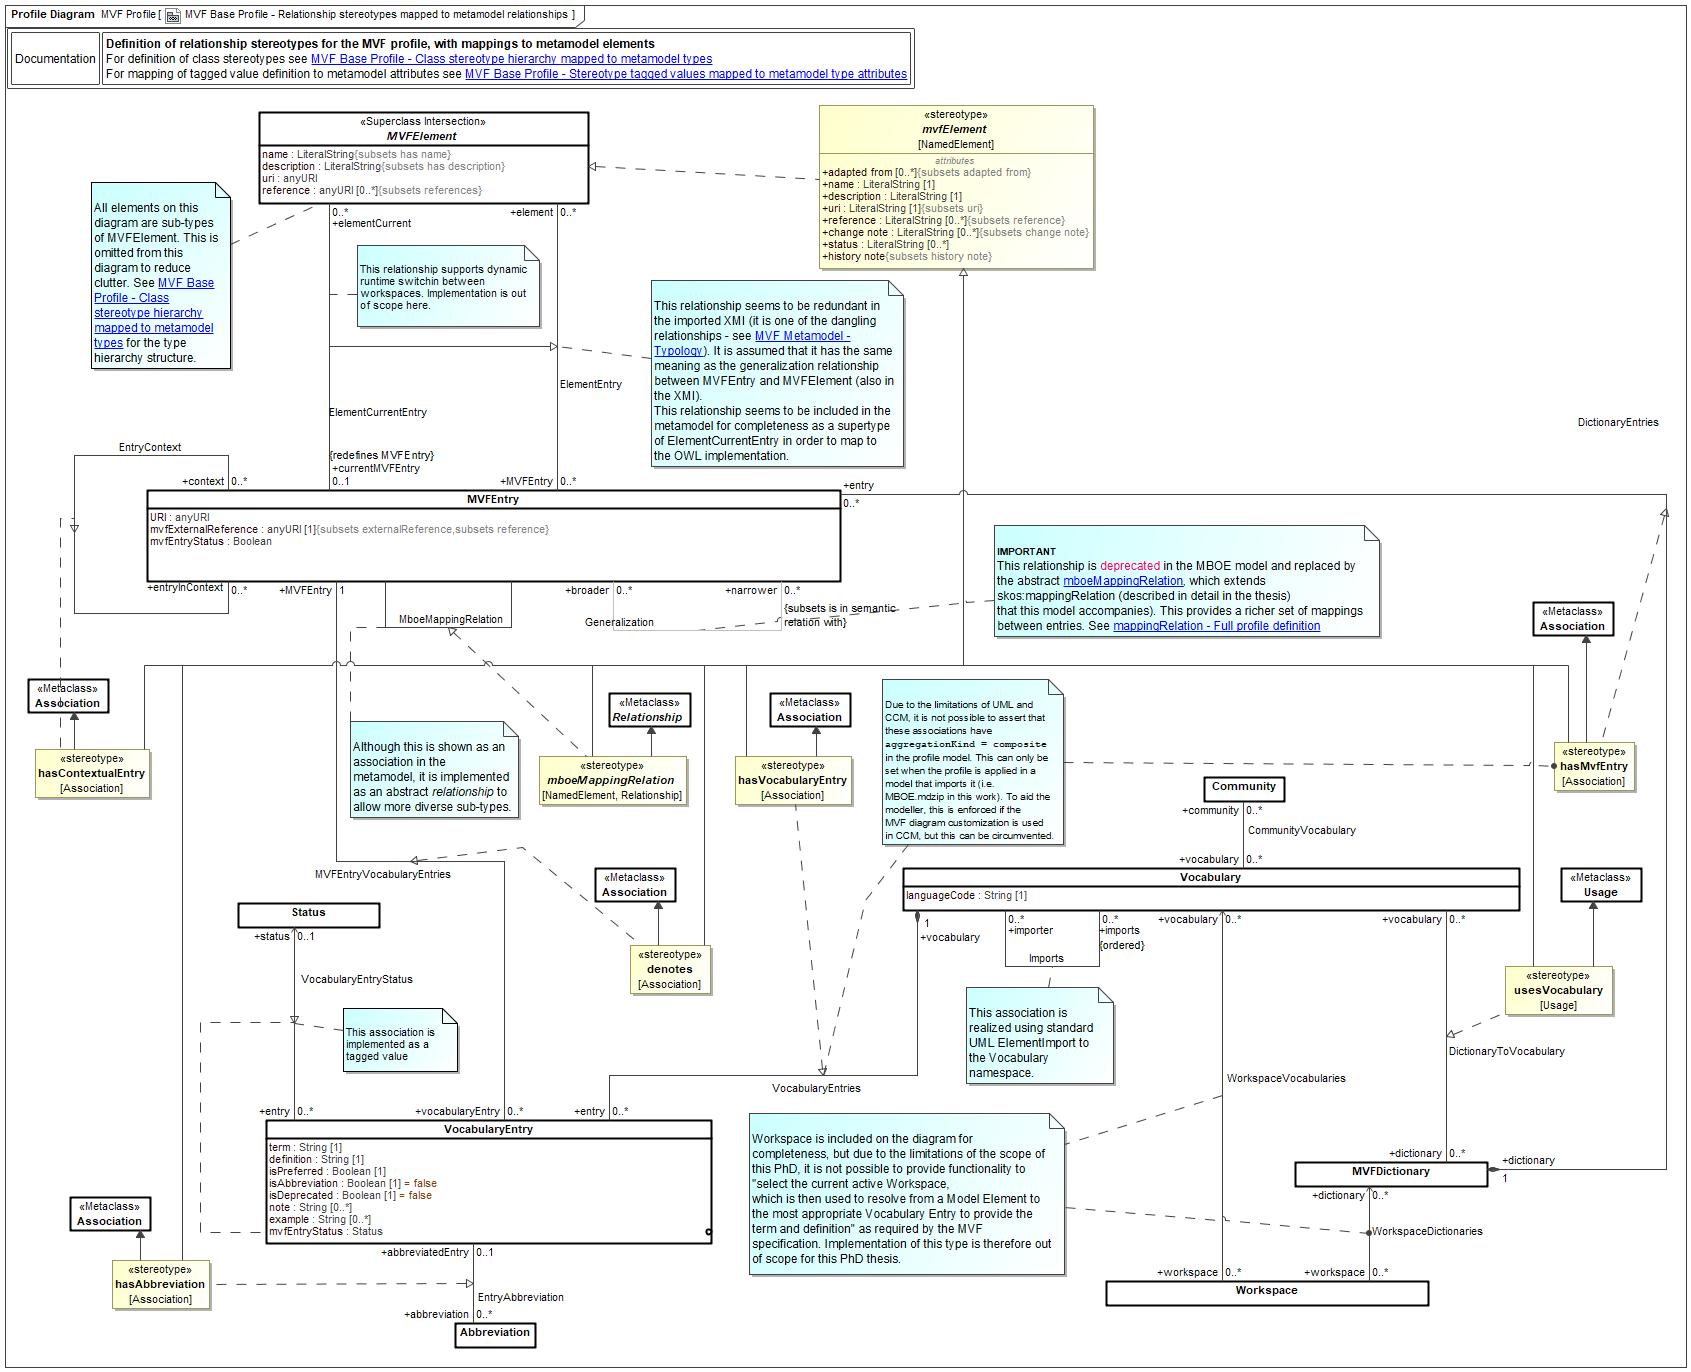 Profile Diagram MVF Profile [ MVF Base Profile - Relationship stereotypes mapped to metamodel relationships ]
Documentation
Definition of relationship stereotypes for the MVF profile, with mappings to metamodel elements
For definition of class stereotypes see MVF Base Profile - Class stereotype hierarchy mapped to metamodel types
For mapping of tagged value definition to metamodel attributes see MVF Base Profile - Stereotype tagged values mapped to metamodel type attributes
«Superclass Intersection»
MVFElement
name : LiteralString{subsets has name}
description : LiteralString{subsets has description}
uri : anyURI
reference : anyURI [0..*]{subsets references}
«stereotype»
mvfElement
[NamedElement]
attributes
+adapted from [0..*]{subsets adapted from}
+name : LiteralString [1]
+description : LiteralString [1]
+uri : LiteralString [1]{subsets uri}
+reference : LiteralString [0..*]{subsets reference}
+change note : LiteralString [0..*]{subsets change note}
+status : LiteralString [0..*]
+history note{subsets history note}
All elements on this
diagram are sub-types
of MVFElement. This is
omitted from this
diagram to reduce
clutter. See MVF Base
Profile - Class
stereotype hierarchy
mapped to metamodel
types for the type
hierarchy structure.
0..*
+elementCurrent
+element 0..*
This relationship supports dynamic
runtime switchin between
workspaces. Implementation is out
of scope here.
This relationship seems to be redundant in
the imported XMI (it is one of the dangling
relationships - see MVF Metamodel -
Typology). It is assumed that it has the same
meaning as the generalization relationship
between MVFEntry and MVFElement (also in
the XMI).
This relationship seems to be included in the
metamodel for completeness as a supertype
of ElementCurrentEntry in order to map to
the OWL implementation.
ElementEntry
ElementCurrentEntry
DictionaryEntries
EntryContext
{redefines MVFEntry}
+currentMVFEntry
0..1
+context 0..*
+MVFEntry 0..*
+entry
0..*
MVFEntry
URI : anyURI
mvfExternalReference : anyURI [1]{subsets externalReference,subsets reference}
mvfEntryStatus : Boolean
+entryInContext 0..*
+MVFEntry 1
MboeMappingRelation
+broader 0..*
+narrower 0..*
{subsets is in semantic
relation with}
Generalization
IMPORTANT
This relationship is deprecated in the MBOE model and replaced by
the abstract mboeMappingRelation, which extends
skos:mappingRelation (described in detail in the thesis)
that this model accompanies). This provides a richer set of mappings
between entries. See mappingRelation - Full profile definition
«Metaclass»
Association
«Metaclass»
Association
«stereotype»
hasContextualEntry
[Association]
Although this is shown as an
association in the
metamodel, it is implemented
as an abstract relationship to
allow more diverse sub-types.
«Metaclass»
Relationship
«stereotype»
mboeMappingRelation
[NamedElement, Relationship]
«Metaclass»
Association
«stereotype»
hasVocabularyEntry
[Association]
Due to the limitations of UML and
CCM, it is not possible to assert that
these associations have
aggregationKind = composite
in the profile model. This can only be
set when the profile is applied in a
model that imports it (i.e.
MBOE.mdzip in this work). To aid the
modeller, this is enforced if the
MVF diagram customization is used
in CCM, but this can be circumvented.
«stereotype»
hasMvfEntry
[Association]
Community
+community 0..*
CommunityVocabulary
+vocabulary 0..*
Vocabulary
languageCode : String [1]
MVFEntryVocabularyEntries
«Metaclass»
Association
«stereotype»
denotes
[Association]
«Metaclass»
Usage
«stereotype»
usesVocabulary
[Usage]
Status
+status 0..1
VocabularyEntryStatus
This association is
implemented as a
tagged value
1
+vocabulary
0..*
+importer
0..*
+imports
{ordered}
Imports
+vocabulary 0..*
+vocabulary 0..*
This association is
realized using standard
UML ElementImport to
the Vocabulary
namespace.
DictionaryToVocabulary
WorkspaceVocabularies
VocabularyEntries
+entry 0..*
+vocabularyEntry 0..*
+entry 0..*
VocabularyEntry
term : String [1]
definition : String [1]
isPreferred : Boolean [1]
isAbbreviation : Boolean [1] = false
isDeprecated : Boolean [1] = false
note : String [0..*]
example : String [0..*]
mvfEntryStatus : Status
Workspace is included on the diagram for
completeness, but due to the limitations of the scope of
this PhD, it is not possible to provide functionality to
"select the current active Workspace,
which is then used to resolve from a Model Element to
the most appropriate Vocabulary Entry to provide the
term and definition" as required by the MVF
specification. Implementation of this type is therefore out
of scope for this PhD thesis.
+dictionary 0..*
MVFDictionary
+dictionary
1
+dictionary 0..*
WorkspaceDictionaries
+workspace 0..*
+workspace 0..*
Workspace
«Metaclass»
Association
«stereotype»
hasAbbreviation
[Association]
+abbreviatedEntry 0..1
EntryAbbreviation
+abbreviation 0..*
Abbreviation